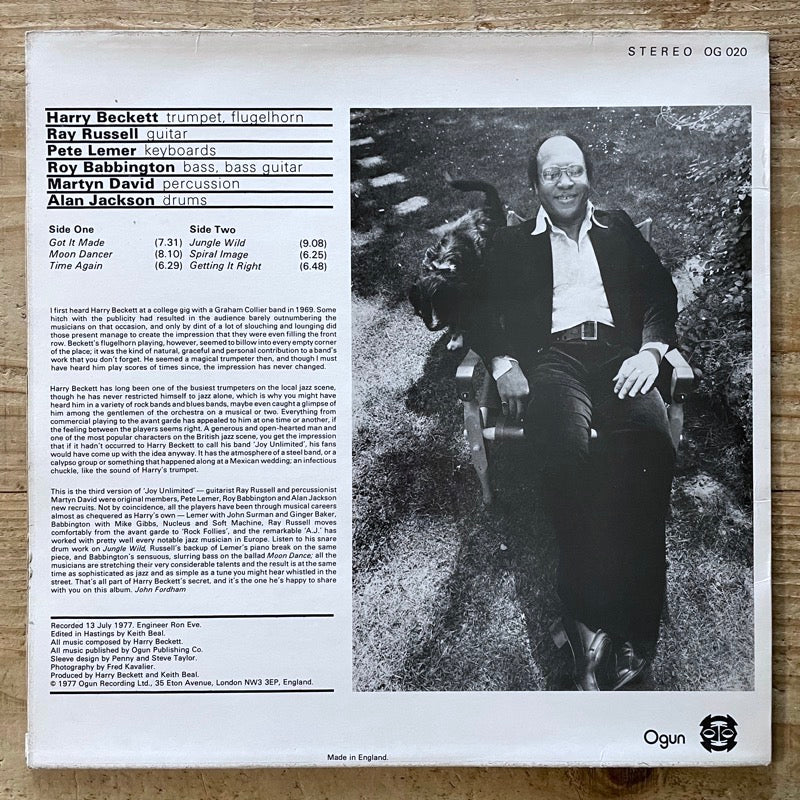 STEREO OG 020
Harry Beckett trumpet, flugelhorn
Ray Russell guitar
Pete Lemer keyboards
Roy Babbington bass, bass guitar
Martyn David percussion
Alan Jackson drums
Side One
Got It Made (7.31)
Moon Dancer (8.10)
Time Again (6.29)
Side Two
Jungle Wild (9.08)
Spiral Image (6.25)
Getting It Right (6.48)
I first heard Harry Beckett at a college gig with a Graham Collier band in 1969. Some
hitch with the publicity had resulted in the audience barely outnumbering the
musicians on that occasion, and only by dint of a lot of slouching and lounging did
those present manage to create the impression that they were even filling the front
row. Beckett's flugelhorn playing, however, seemed to billow into every empty corner
of the place; it was the kind of natural, graceful and personal contribution to a band's
work that you don't forget. He seemed a magical trumpeter then, and though I must
have heard him play scores of times since, the impression has never changed.
Harry Beckett has long been one of the busiest trumpeters on the local jazz scene,
though he has never restricted himself to jazz alone, which is why you might have
heard him in a variety of rock bands and blues bands, maybe even caught a glimpse of
him among the gentlemen of the orchestra on a musical or two. Everything from
commercial playing to the avant garde has appealed to him at one time or another, if
the feeling between the players seems right. A generous and open-hearted man and
one of the most popular characters on the British jazz scene, you get the impression
that if it hadn't occurred to Harry Beckett to call his band 'Joy Unlimited', his fans
would have come up with the idea anyway. It has the atmosphere of a steel band, or a
calypso group or something that happened along at a Mexican wedding; an infectious
chuckle, like the sound of Harry's trumpet.
This is the third version of 'Joy Unlimited' — guitarist Ray Russell and percussionist
Martyn David were original members, Pete Lemer, Roy Babbington and Alan Jackson
new recruits. Not by coincidence, all the players have been through musical careers
almost as chequered as Harry's own — Lemer with John Surman and Ginger Baker,
Babbington with Mike Gibbs, Nucleus and Soft Machine, Ray Russell moves
comfortably from the avant garde to 'Rock Follies', and the remarkable 'A.J.' has
worked with pretty well every notable jazz musician in Europe. Listen to his snare
drum work on Jungle Wild, Russell's backup of Lemer's piano break on the same
piece, and Babbington's sensuous, slurring bass on the ballad Moon Dance; all the
musicians are stretching their very considerable talents and the result is at the same
time as sophisticated as jazz and as simple as a tune you might hear whistled in the
street. That's all part of Harry Beckett's secret, and it's the one he's happy to share
with you on this album. John Fordham
Recorded 13 July 1977. Engineer Ron Eve.
Edited in Hastings by Keith Beal.
All music composed by Harry Beckett.
All music published by Ogun Publishing Co.
Sleeve design by Penny and Steve Taylor.
Photography by Fred Kavalier.
Produced by Harry Beckett and Keith Beal.
© 1977 Ogun Recording Ltd., 35 Eton Avenue, London NW3 3EP, England.
Ogun
Made in England.